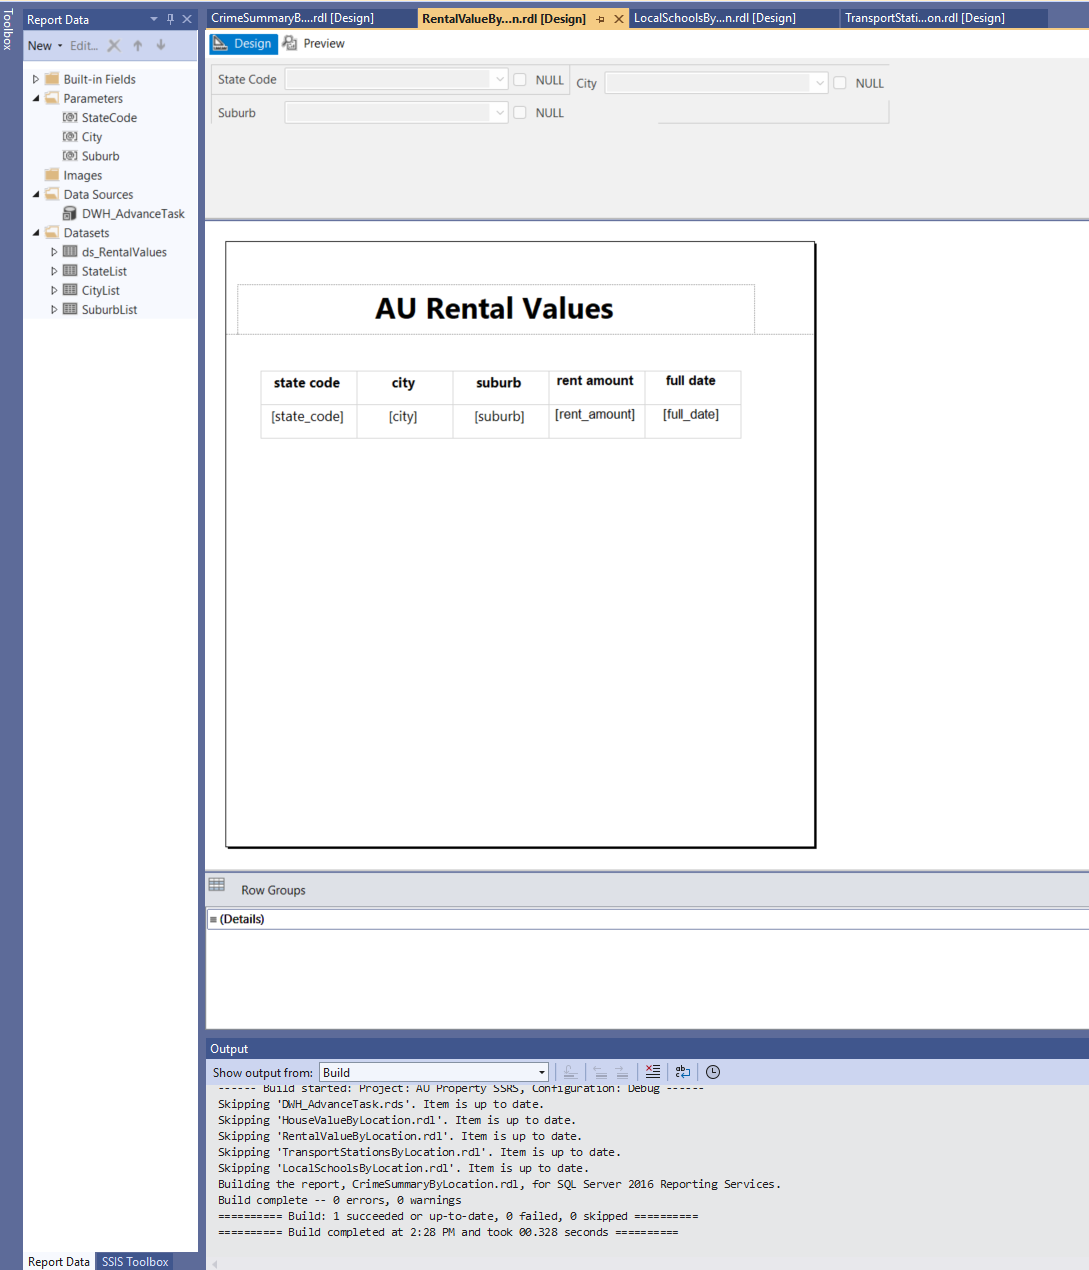 Toolbox
Report Data
New
Edit...
Built-in Fields
Parameters
StateCode
City
Suburb
Images
Data Sources
DWH_AdvanceTask
Datasets
ds_RentalValues
StateList
CityList
SuburbList
Report Data
SSIS Toolbox
CrimeSummaryB....rdl [Design]
RentalValueBy...n.rdl [Design]
LocalSchoolsBy...n.rdl [Design]
TransportStati...on.rdl [Design]
Design
Preview
State Code
NULL
City
NULL
Suburb
NULL
AU Rental Values
state code city suburb rent amount full date
[state_code] [city] [suburb] [rent_amount] [full_date]
Row Groups
(Details)
Output
Show output from: Build
------ Build started: Project: AU Property SSRS, Configuration: Debug ------
Skipping 'DWH_AdvanceTask.rds'. Item is up to date.
Skipping 'HouseValueByLocation.rdl'. Item is up to date.
Skipping 'RentalValueByLocation.rdl'. Item is up to date.
Skipping 'TransportStationsByLocation.rdl'. Item is up to date.
Skipping 'LocalSchoolsByLocation.rdl'. Item is up to date.
Building the report, CrimeSummaryByLocation.rdl, for SQL Server 2016 Reporting Services.
Build complete -- 0 errors, 0 warnings
========== Build: 1 succeeded or up-to-date, 0 failed, 0 skipped ==========
========== Build completed at 2:28 PM and took 00.328 seconds ==========